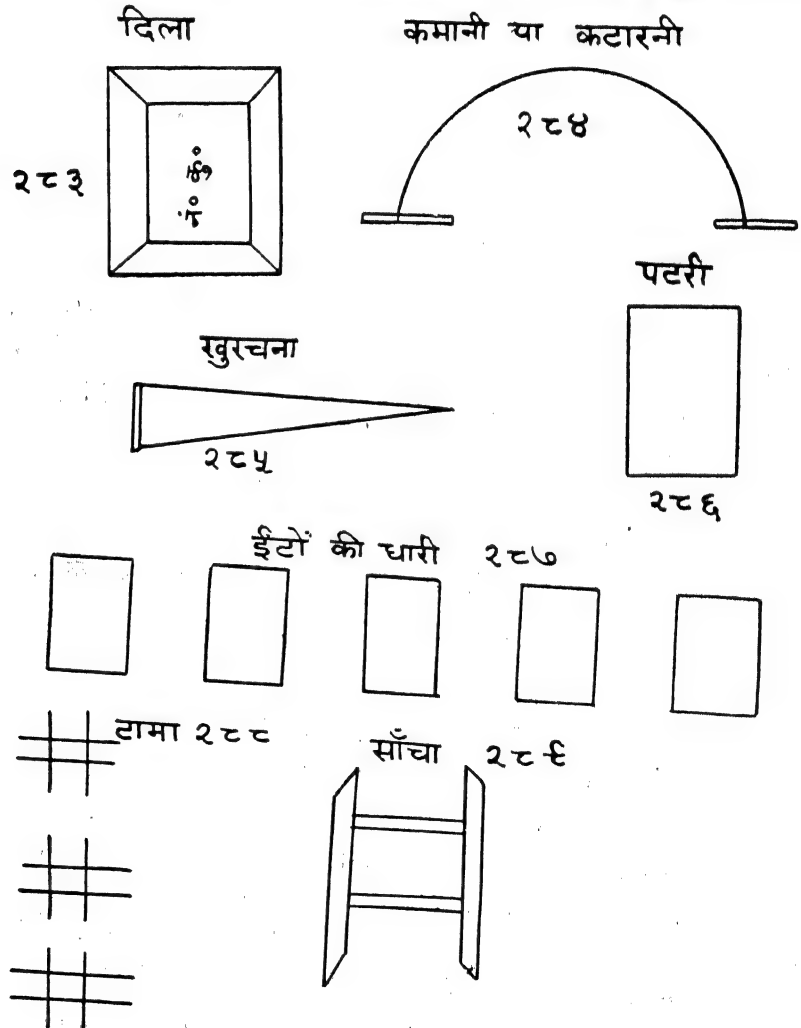 दिला
कमानी या कटारनी
२८३
२८४
पटरी
खुरचना
२८५
२८६
ईंटों की धारी २८७
टामा २८८
साँचा २८९